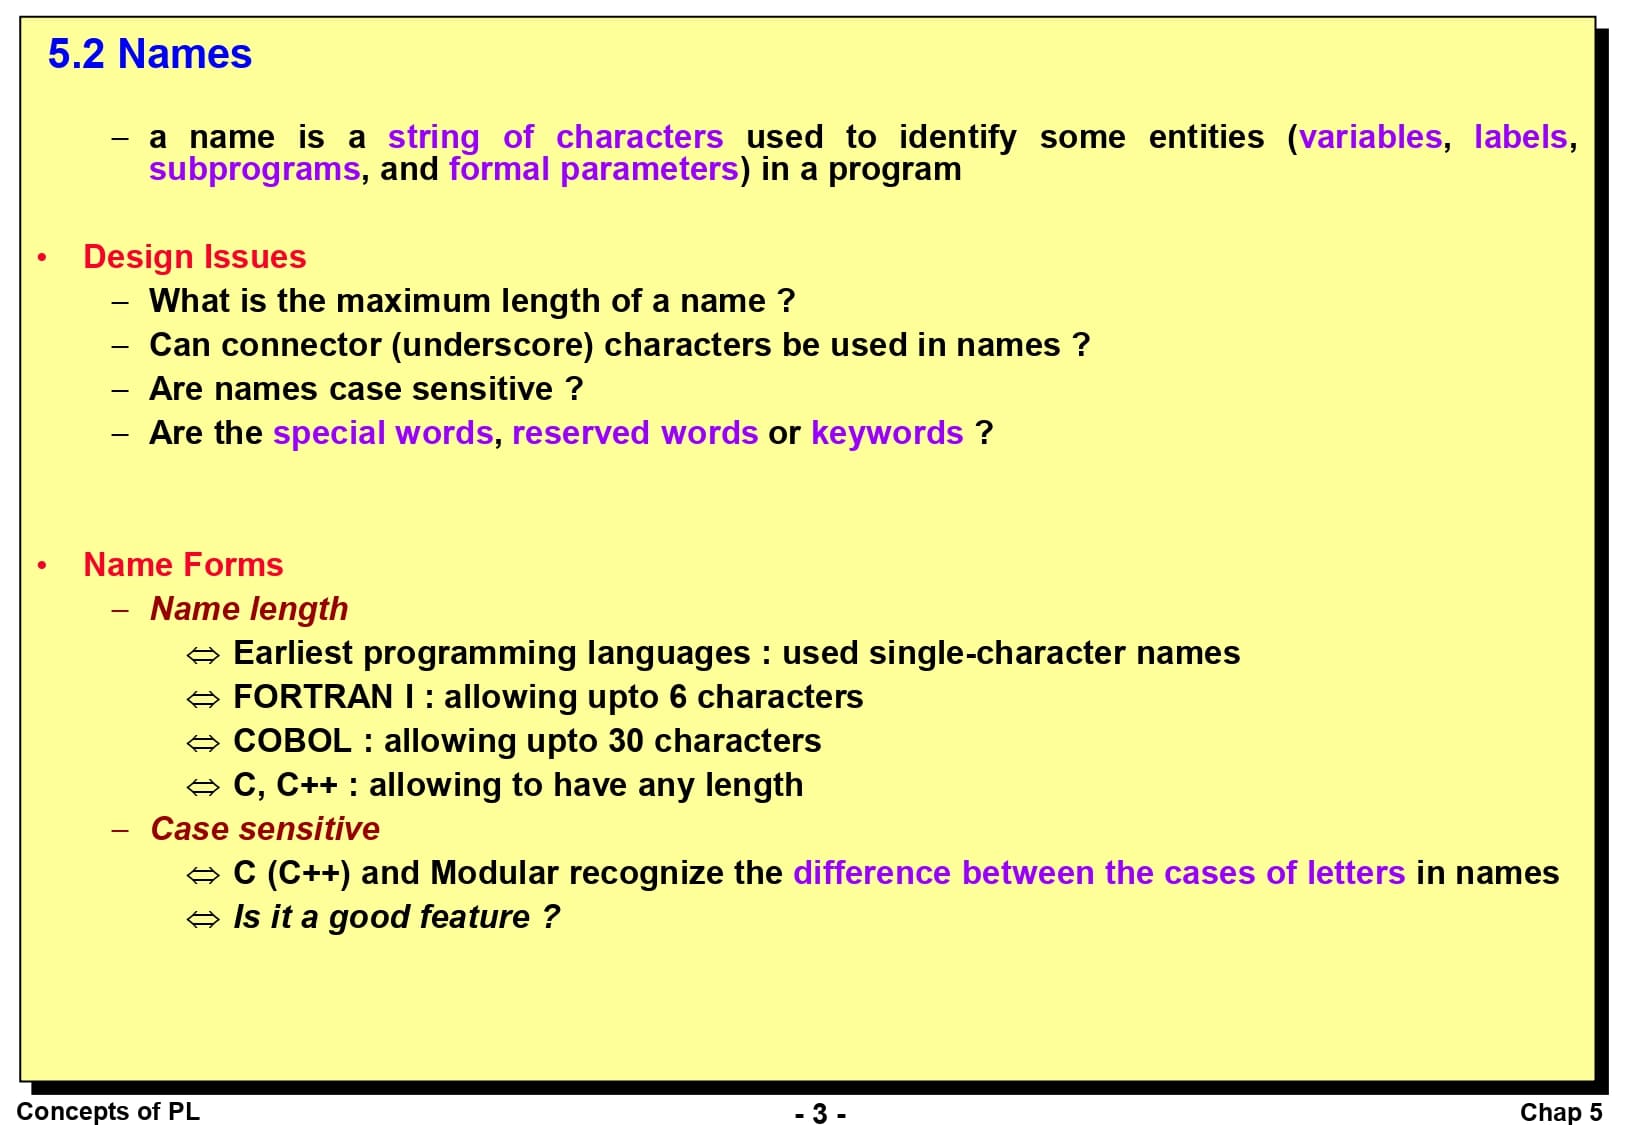 5.2 Names
– a name is a string of characters used to identify some entities (variables, labels,
subprograms, and formal parameters) in a program
• Design Issues
– What is the maximum length of a name ?
– Can connector (underscore) characters be used in names ?
– Are names case sensitive ?
– Are the special words, reserved words or keywords ?
• Name Forms
– Name length
⇔ Earliest programming languages : used single-character names
⇔ FORTRAN I : allowing upto 6 characters
⇔ COBOL : allowing upto 30 characters
⇔ C, C++ : allowing to have any length
– Case sensitive
⇔ C (C++) and Modular recognize the difference between the cases of letters in names
⇔ Is it a good feature ?
Concepts of PL
- 3 -
Chap 5